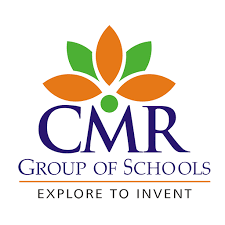 CMR
GROUP OF SCHOOLS
EXPLORE TO INVENT